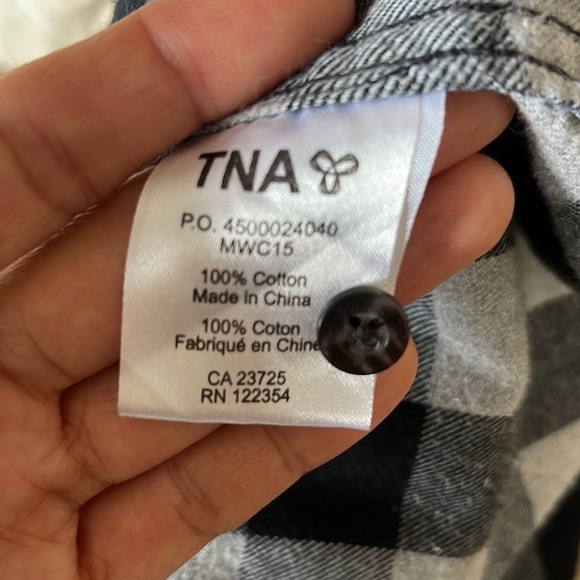 TNA
P.O. 4500024040
MWC15
100% Cotton
Made in China
100% Coton
Fabriqué en Chine
CA 23725
RN 122354